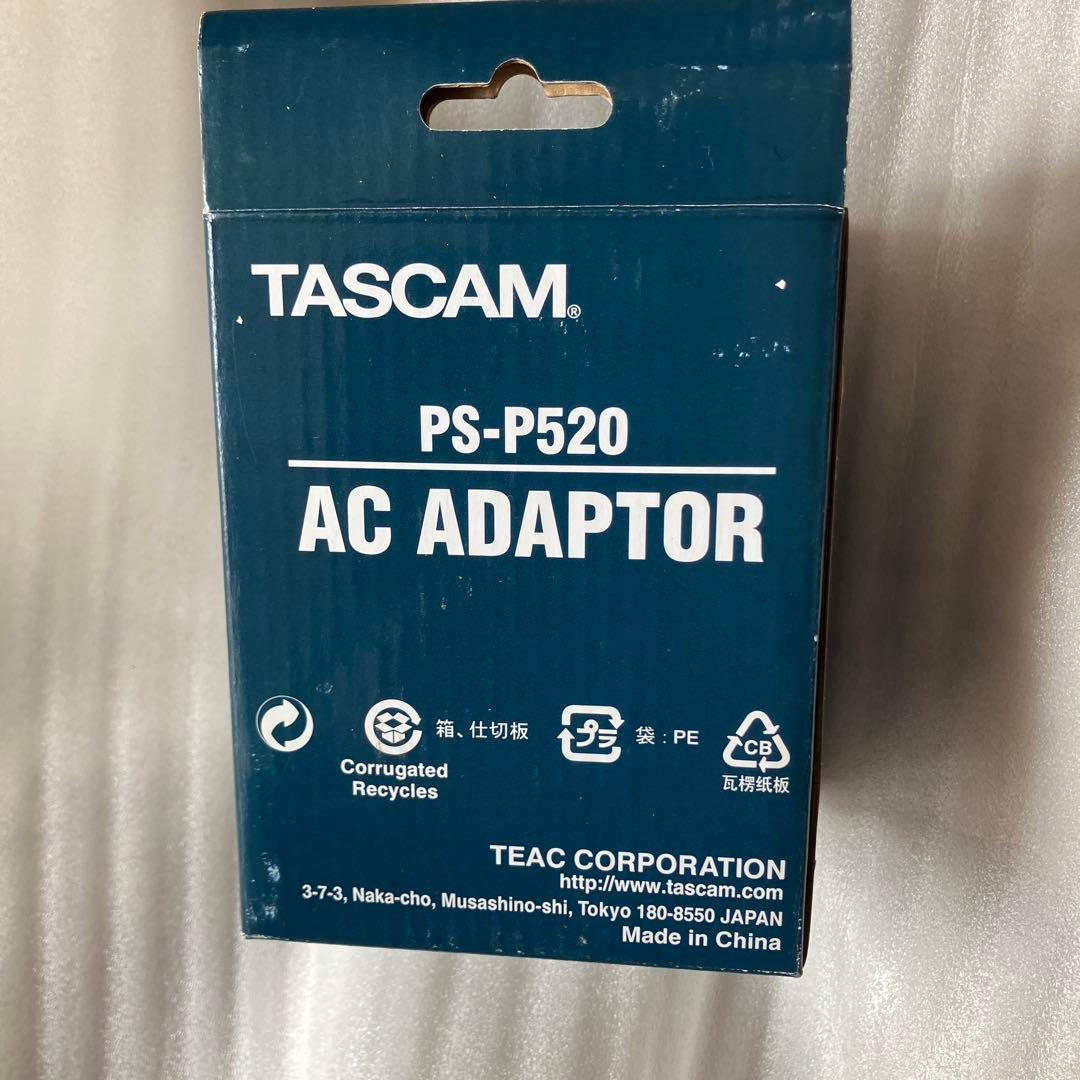 TASCAM®
PS-P520
AC ADAPTOR
箱、仕切板
プラ
袋：PE
CB
瓦楞纸板
Corrugated
Recycles
TEAC CORPORATION
http://www.tascam.com
3-7-3, Naka-cho, Musashino-shi, Tokyo 180-8550 JAPAN
Made in China